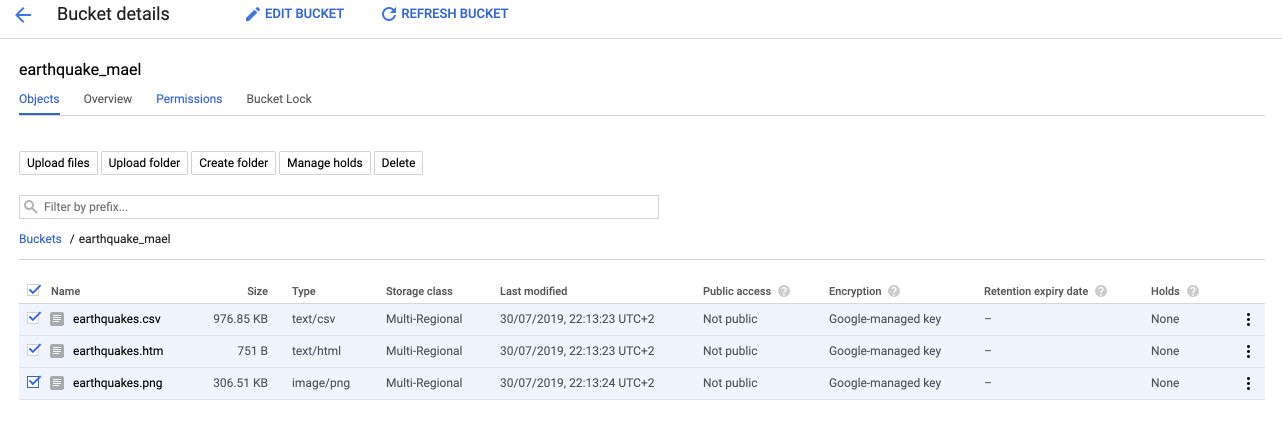 Bucket details EDIT BUCKET REFRESH BUCKET
earthquake_mael
Objects Overview Permissions Bucket Lock
Upload files Upload folder Create folder Manage holds Delete
Filter by prefix...
Buckets / earthquake_mael
Name Size Type Storage class Last modified Public access ? Encryption ? Retention expiry date ? Holds ?
earthquakes.csv 976.85 KB text/csv Multi-Regional 30/07/2019, 22:13:23 UTC+2 Not public Google-managed key – None
earthquakes.htm 751 B text/html Multi-Regional 30/07/2019, 22:13:23 UTC+2 Not public Google-managed key – None
earthquakes.png 306.51 KB image/png Multi-Regional 30/07/2019, 22:13:24 UTC+2 Not public Google-managed key – None